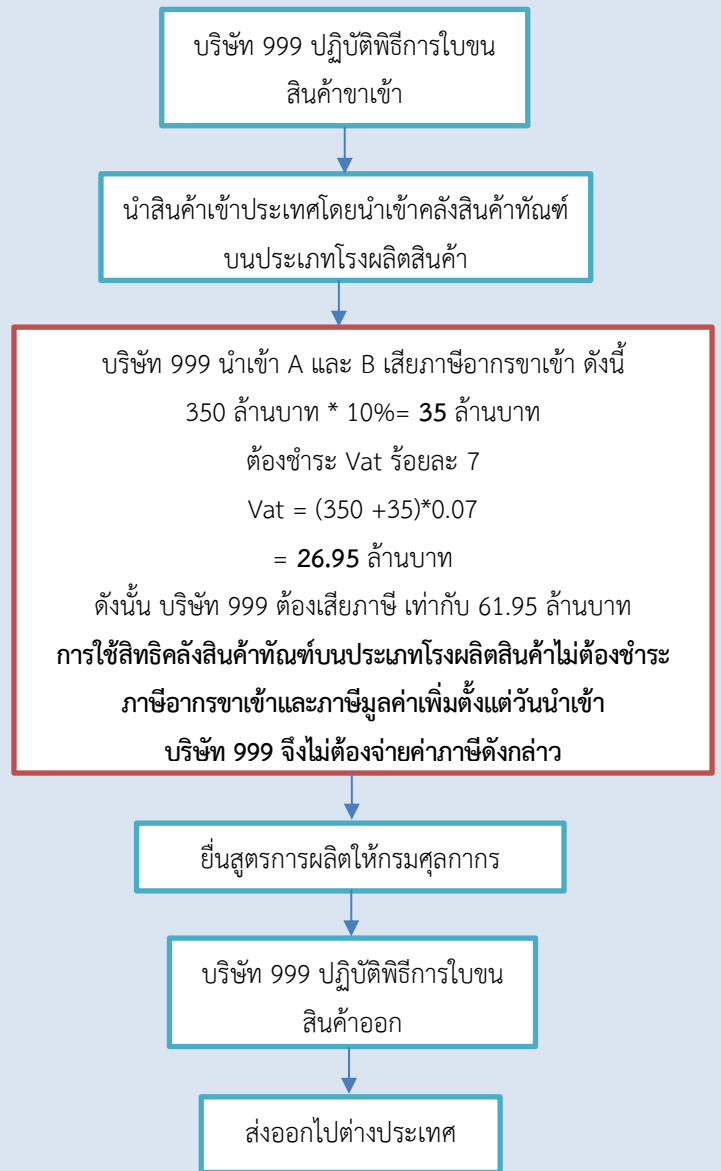 บริษัท 999 ปฏิบัติพิธีการใบขน
สินค้าขาเข้า
นำสินค้าเข้าประเทศโดยนำเข้าคลังสินค้าทัณฑ์
บนประเภทโรงผลิตสินค้า
บริษัท 999 นำเข้า A และ B เสียภาษีอากรขาเข้า ดังนี้
350 ล้านบาท * 10%= 35 ล้านบาท
ต้องชำระ Vat ร้อยละ 7
Vat = (350 +35)*0.07
= 26.95 ล้านบาท
ดังนั้น บริษัท 999 ต้องเสียภาษี เท่ากับ 61.95 ล้านบาท
การใช้สิทธิคลังสินค้าทัณฑ์บนประเภทโรงผลิตสินค้าไม่ต้องชำระ
ภาษีอากรขาเข้าและภาษีมูลค่าเพิ่มตั้งแต่วันนำเข้า
บริษัท 999 จึงไม่ต้องจ่ายค่าภาษีดังกล่าว
ยื่นสูตรการผลิตให้กรมศุลกากร
บริษัท 999 ปฏิบัติพิธีการใบขน
สินค้าออก
ส่งออกไปต่างประเทศ